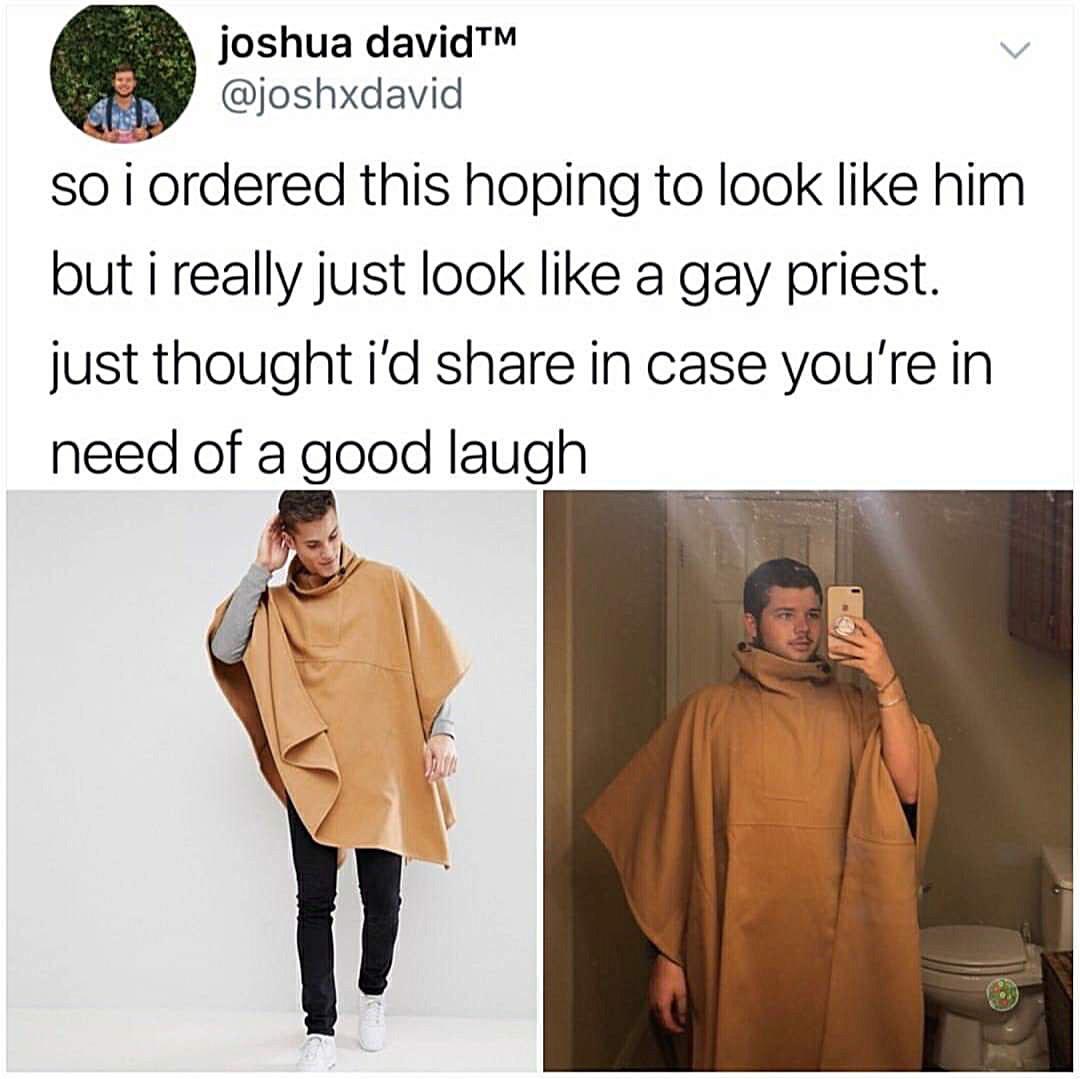 joshua david™
@joshxdavid
so i ordered this hoping to look like him
but i really just look like a gay priest.
just thought i'd share in case you're in
need of a good laugh